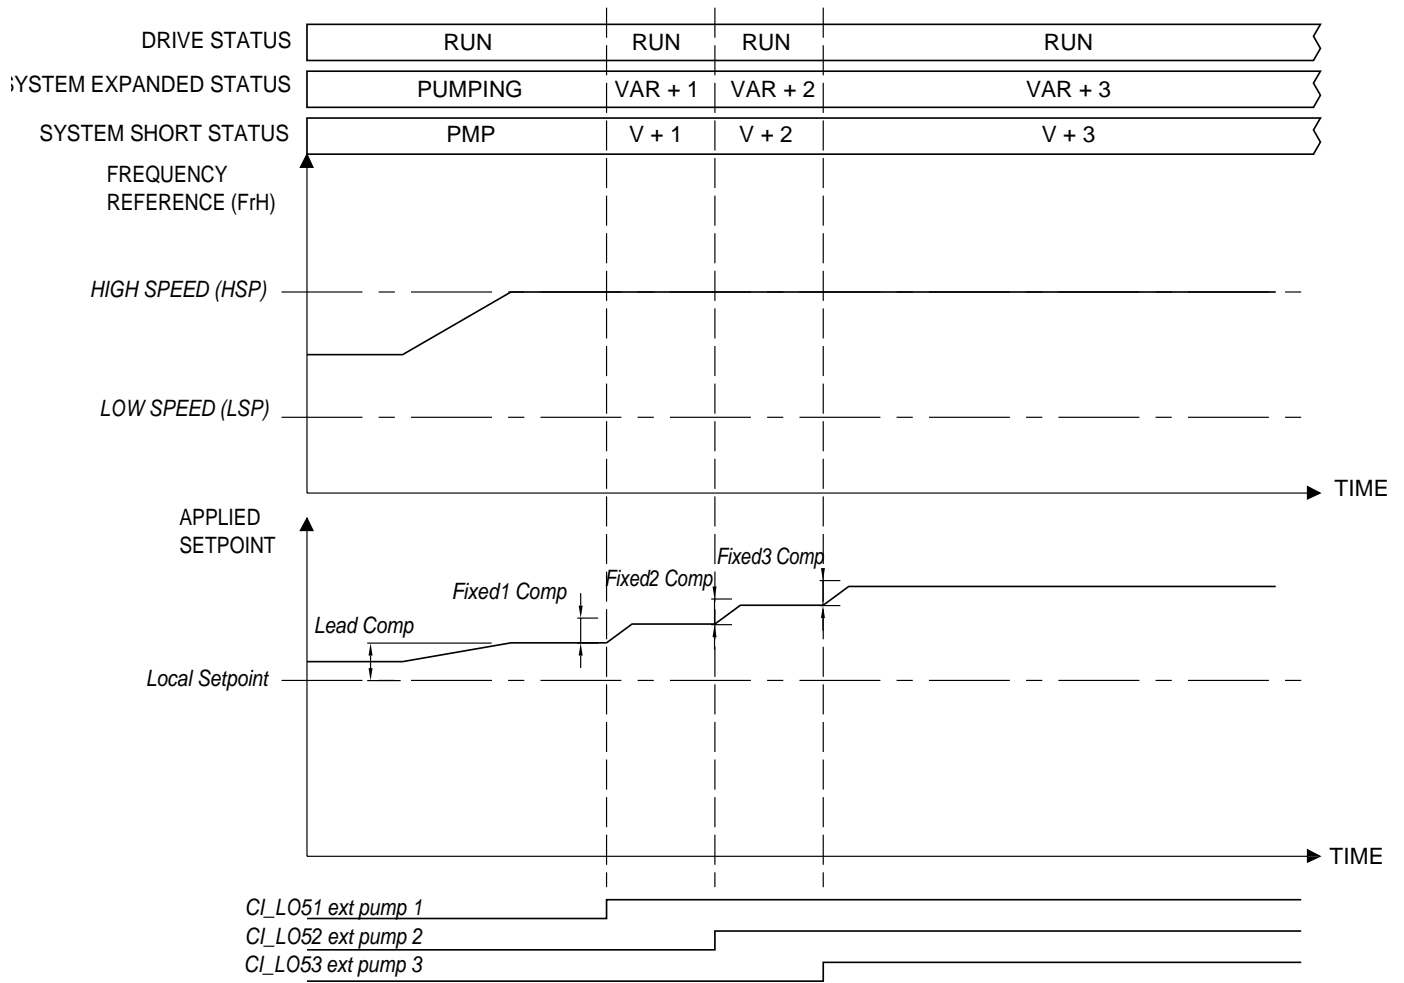 DRIVE STATUS RUN RUN RUN RUN
SYSTEM EXPANDED STATUS PUMPING VAR + 1 VAR + 2 VAR + 3
SYSTEM SHORT STATUS PMP V + 1 V + 2 V + 3
FREQUENCY
REFERENCE (FrH)
HIGH SPEED (HSP)
LOW SPEED (LSP)
TIME
APPLIED
SETPOINT
Fixed3 Comp
Fixed2 Comp
Fixed1 Comp
Lead Comp
Local Setpoint
TIME
CI_LO51 ext pump 1
CI_LO52 ext pump 2
CI_LO53 ext pump 3